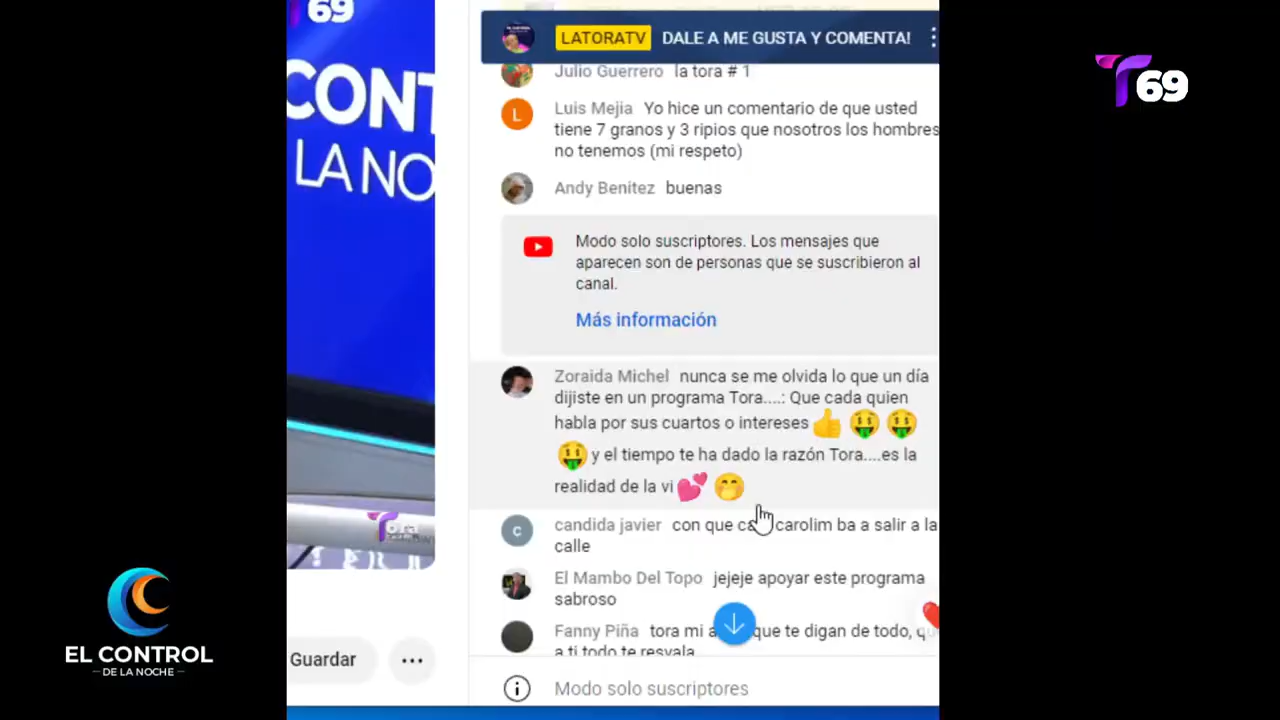 69
CONT
LA NO
Tora
Guardar
EL CONTROL
DE LA NOCHE
LATORATV DALE A ME GUSTA Y COMENTA!
Julio Guerrero la tora # 1
L
Luis Mejia Yo hice un comentario de que usted
tiene 7 granos y 3 ripios que nosotros los hombres
no tenemos (mi respeto)
Andy Benitez buenas
Modo solo suscriptores. Los mensajes que
aparecen son de personas que se suscribieron al
canal.
Más información
Zoraida Michel nunca se me olvida lo que un día
dijiste en un programa Tora....: Que cada quien
habla por sus cuartos o intereses 👍 🤑 🤑
🤑 y el tiempo te ha dado la razón Tora....es la
realidad de la vi 💕 🤭
c
candida javier con que carolim ba a salir a la
calle
El Mambo Del Topo jejeje apoyar este programa
sabroso
Fanny Piña tora mi que te digan de todo,
a ti todo te resvala
Modo solo suscriptores
T69